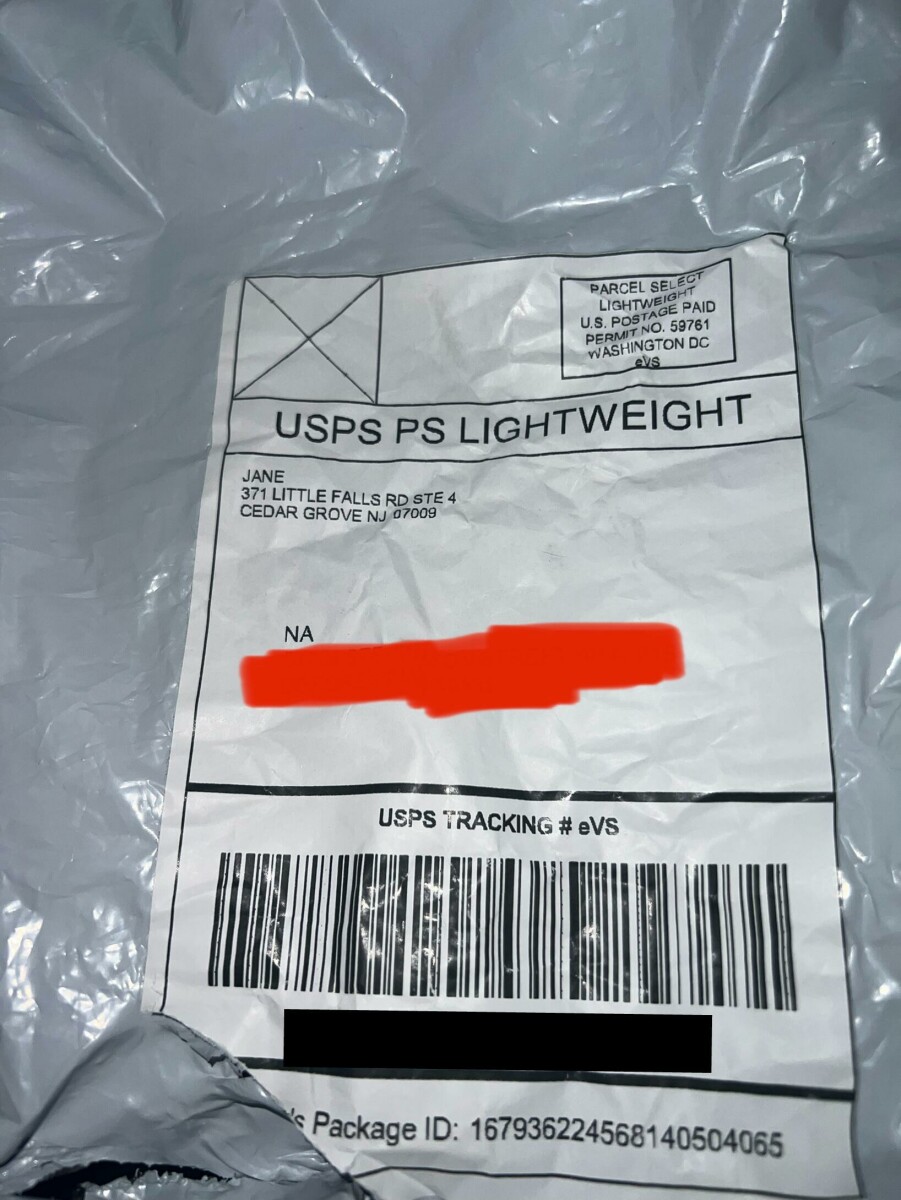 PARCEL SELECT
LIGHTWEIGHT
U.S. POSTAGE PAID
PERMIT NO. 59761
WASHINGTON DC
eVS
USPS PS LIGHTWEIGHT
JANE
371 LITTLE FALLS RD STE 4
CEDAR GROVE NJ 07009
NA
USPS TRACKING # eVS
's Package ID: 167936224568140504065